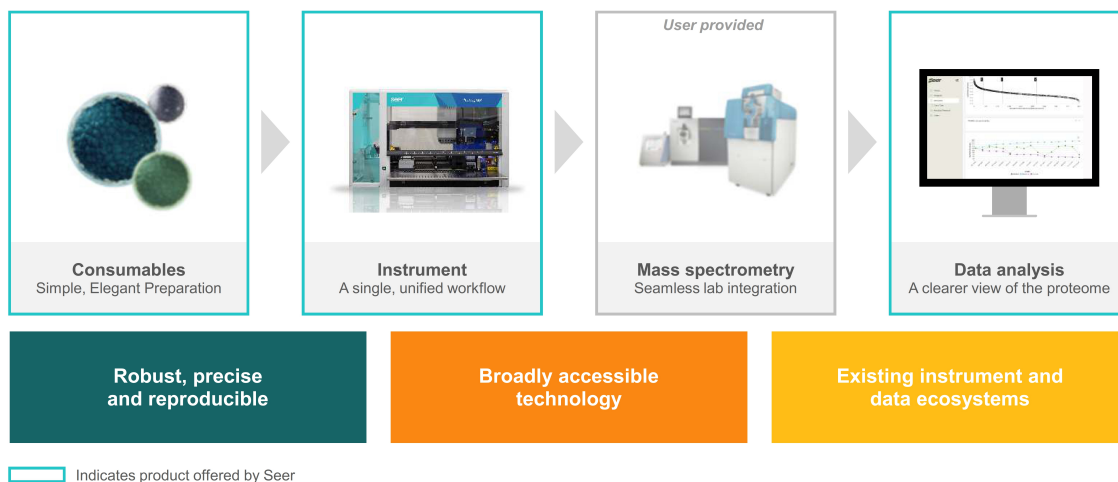 User provided
seer
Seer
Consumables
Simple, Elegant Preparation
Instrument
A single, unified workflow
Mass spectrometry
Seamless lab integration
Data analysis
A clearer view of the proteome
Robust, precise
and reproducible
Broadly accessible
technology
Existing instrument and
data ecosystems
Indicates product offered by Seer